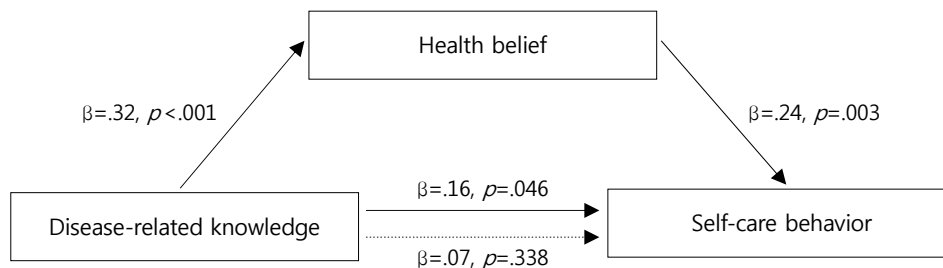 Health belief
β=.32, p<.001
β=.24, p=.003
β=.16, p=.046
Disease-related knowledge
Self-care behavior
β=.07, p=.338